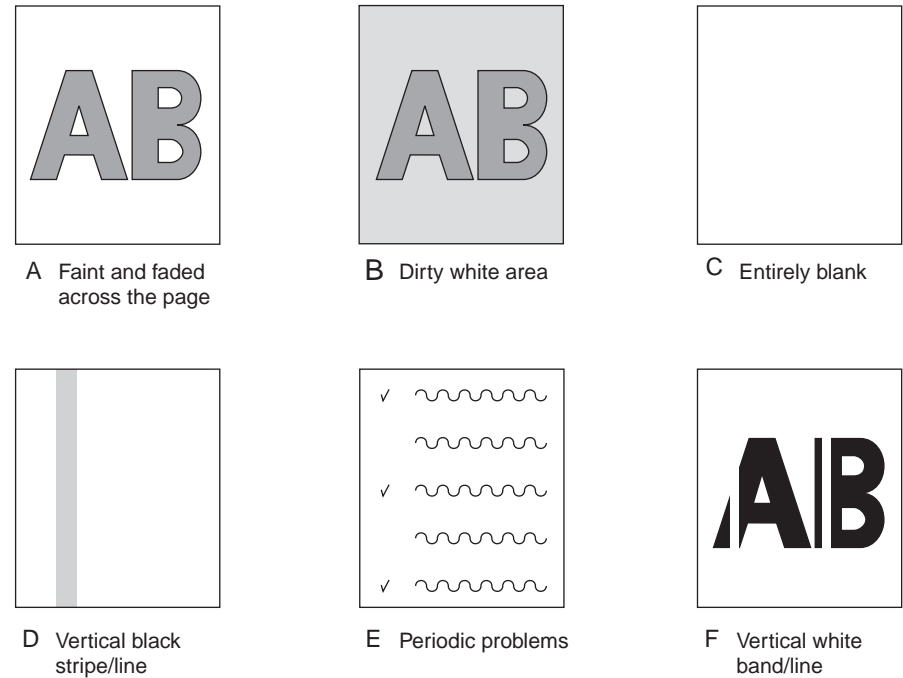 AB
AB
A Faint and faded
across the page
B Dirty white area
C Entirely blank
AB
D Vertical black
stripe/line
E Periodic problems
F Vertical white
band/line